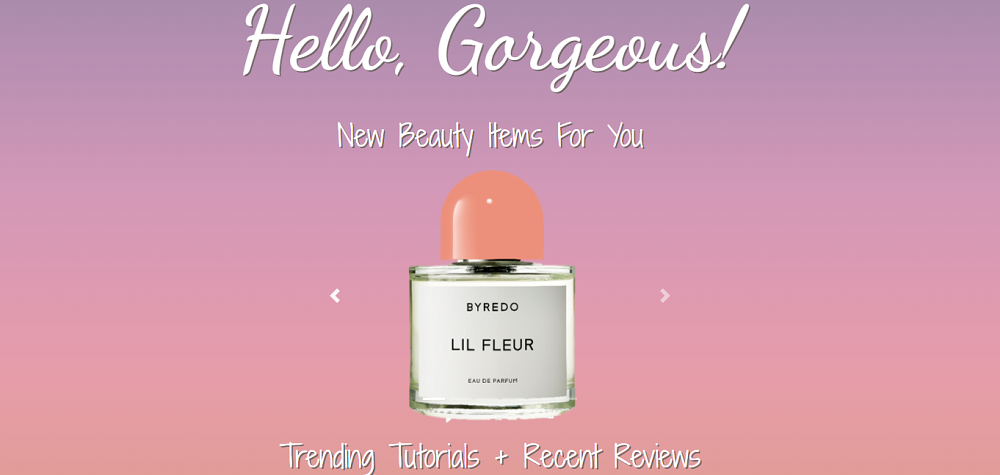 Hello, Gorgeous!
New Beauty Items For You
BYREDO
LIL FLEUR
EAU DE PARFUM
Trending Tutorials + Recent Reviews